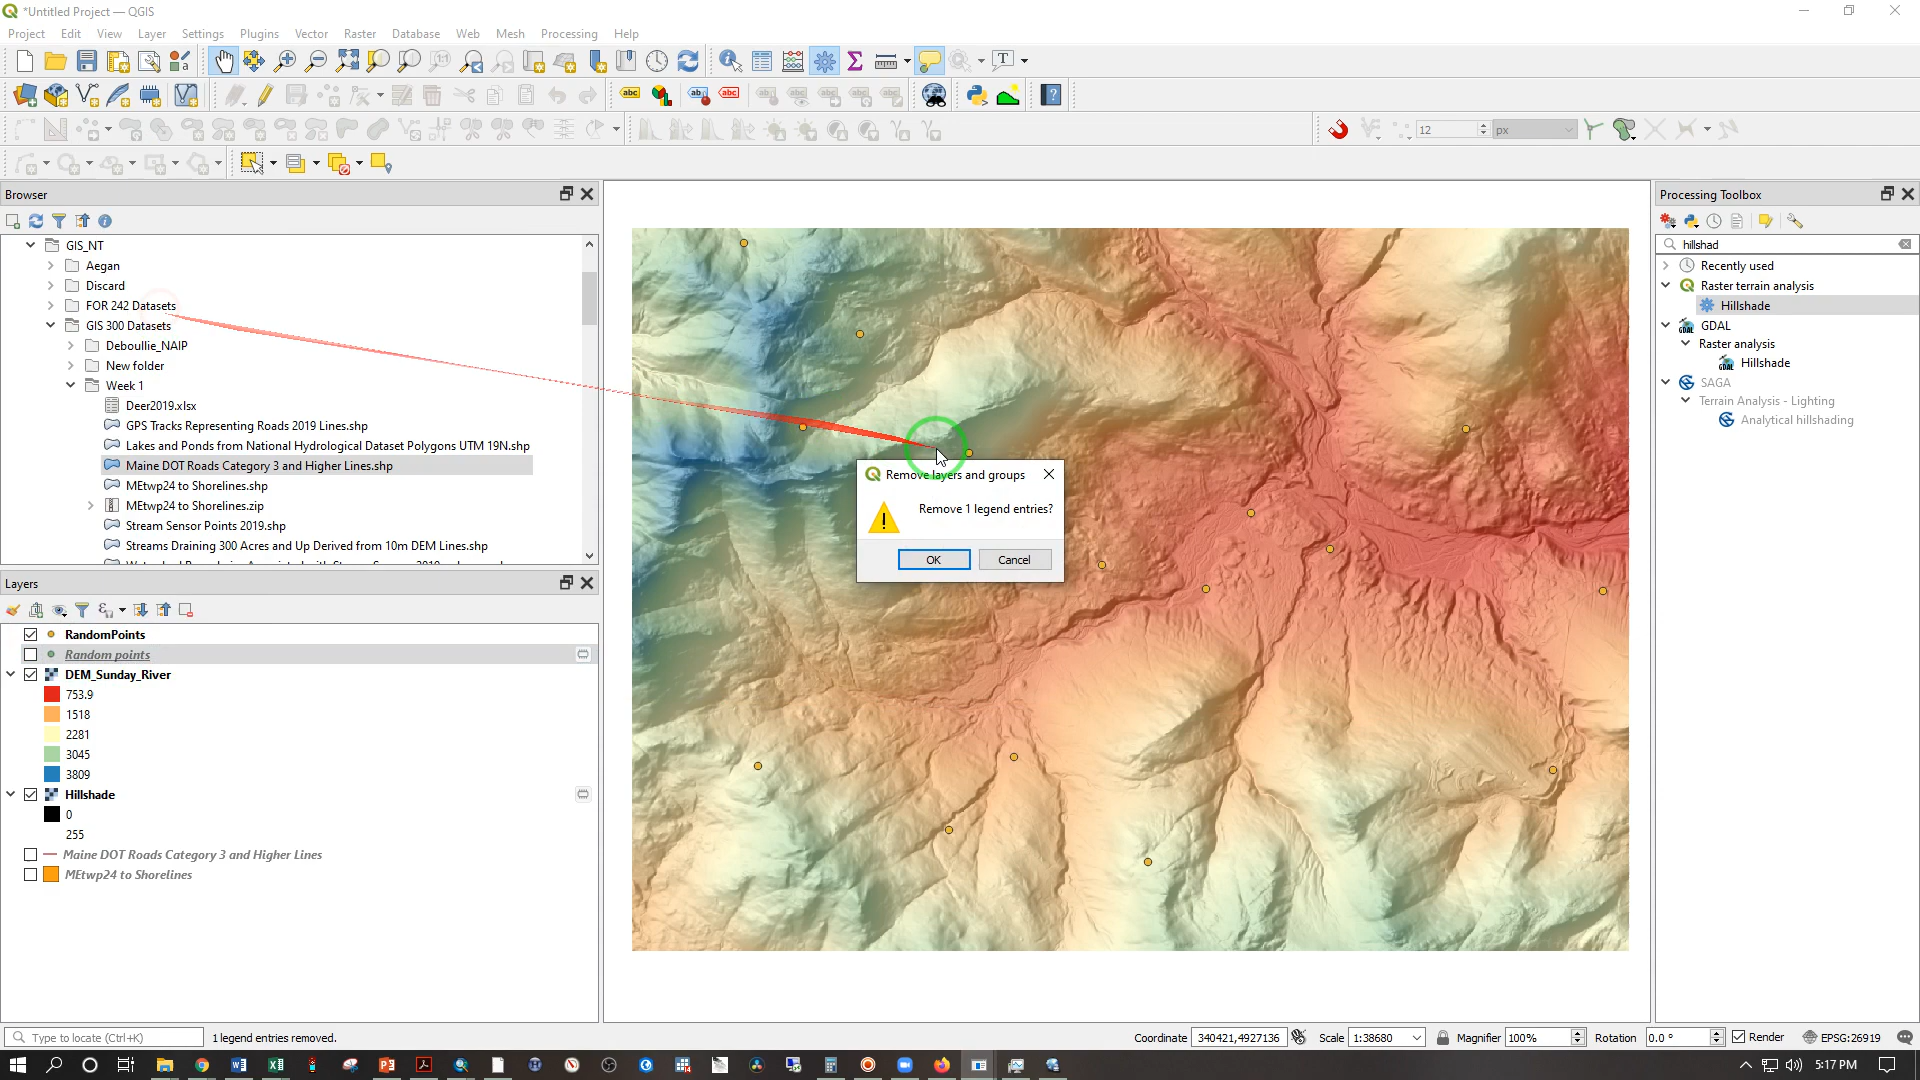 *Untitled Project — QGIS
Project Edit View Layer Settings Plugins Vector Raster Database Web Mesh Processing Help
12 px
Browser
GIS_NT
Aegan
Discard
FOR 242 Datasets
GIS 300 Datasets
Deboullie_NAIP
New folder
Week 1
Deer2019.xlsx
GPS Tracks Representing Roads 2019 Lines.shp
Lakes and Ponds from National Hydrological Dataset Polygons UTM 19N.shp
Maine DOT Roads Category 3 and Higher Lines.shp
MEtwp24 to Shorelines.shp
MEtwp24 to Shorelines.zip
Stream Sensor Points 2019.shp
Streams Draining 300 Acres and Up Derived from 10m DEM Lines.shp
Layers
RandomPoints
Random points
DEM_Sunday_River
753.9
1518
2281
3045
3809
Hillshade
0
255
Maine DOT Roads Category 3 and Higher Lines
MEtwp24 to Shorelines
Remove layers and groups
Remove 1 legend entries?
OK Cancel
Processing Toolbox
hillshad
Recently used
Raster terrain analysis
Hillshade
GDAL
Raster analysis
Hillshade
SAGA
Terrain Analysis - Lighting
Analytical hillshading
Type to locate (Ctrl+K) 1 legend entries removed. Coordinate 340421,4927136 Scale 1:38680 Magnifier 100% Rotation 0.0 ° Render EPSG:26919
5:17 PM